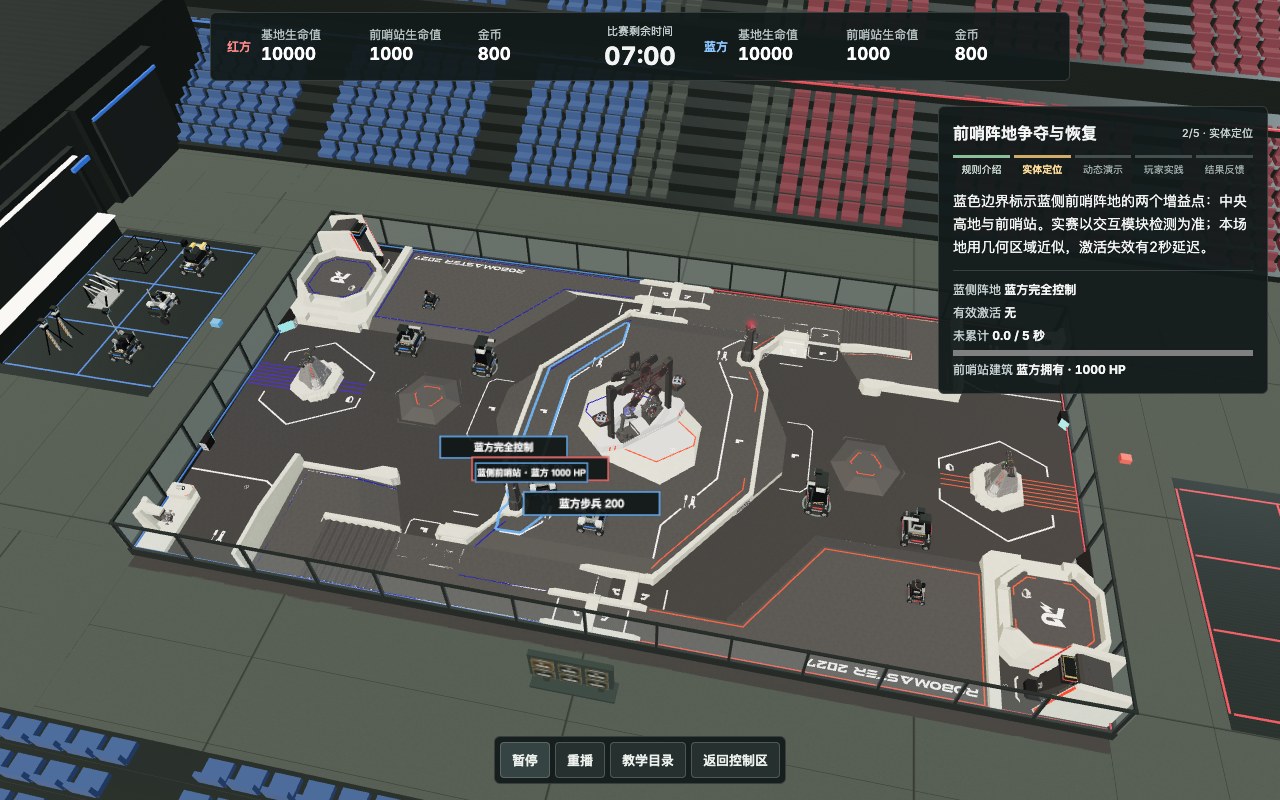 红方
基地生命值 前哨站生命值 金币
10000 1000 800
比赛剩余时间
07:00
蓝方
基地生命值 前哨站生命值 金币
10000 1000 800
前哨阵地争夺与恢复
2/5 · 实体定位
规则介绍 实体定位 动态演示 玩家实践 结果反馈
蓝色边界标示蓝侧前哨阵地的两个增益点：中央
高地与前哨站。实赛以交互模块检测为准；本场
地用几何区域近似，激活失效有2秒延迟。
蓝侧阵地 蓝方完全控制
有效激活 无
未累计 0.0 / 5 秒
前哨站建筑 蓝方拥有 · 1000 HP
ROBOMASTER 2027
蓝方完全控制
蓝侧前哨站 · 蓝方 1000 HP
蓝方步兵 200
ROBOMASTER 2027
暂停 重播 教学目录 返回控制区